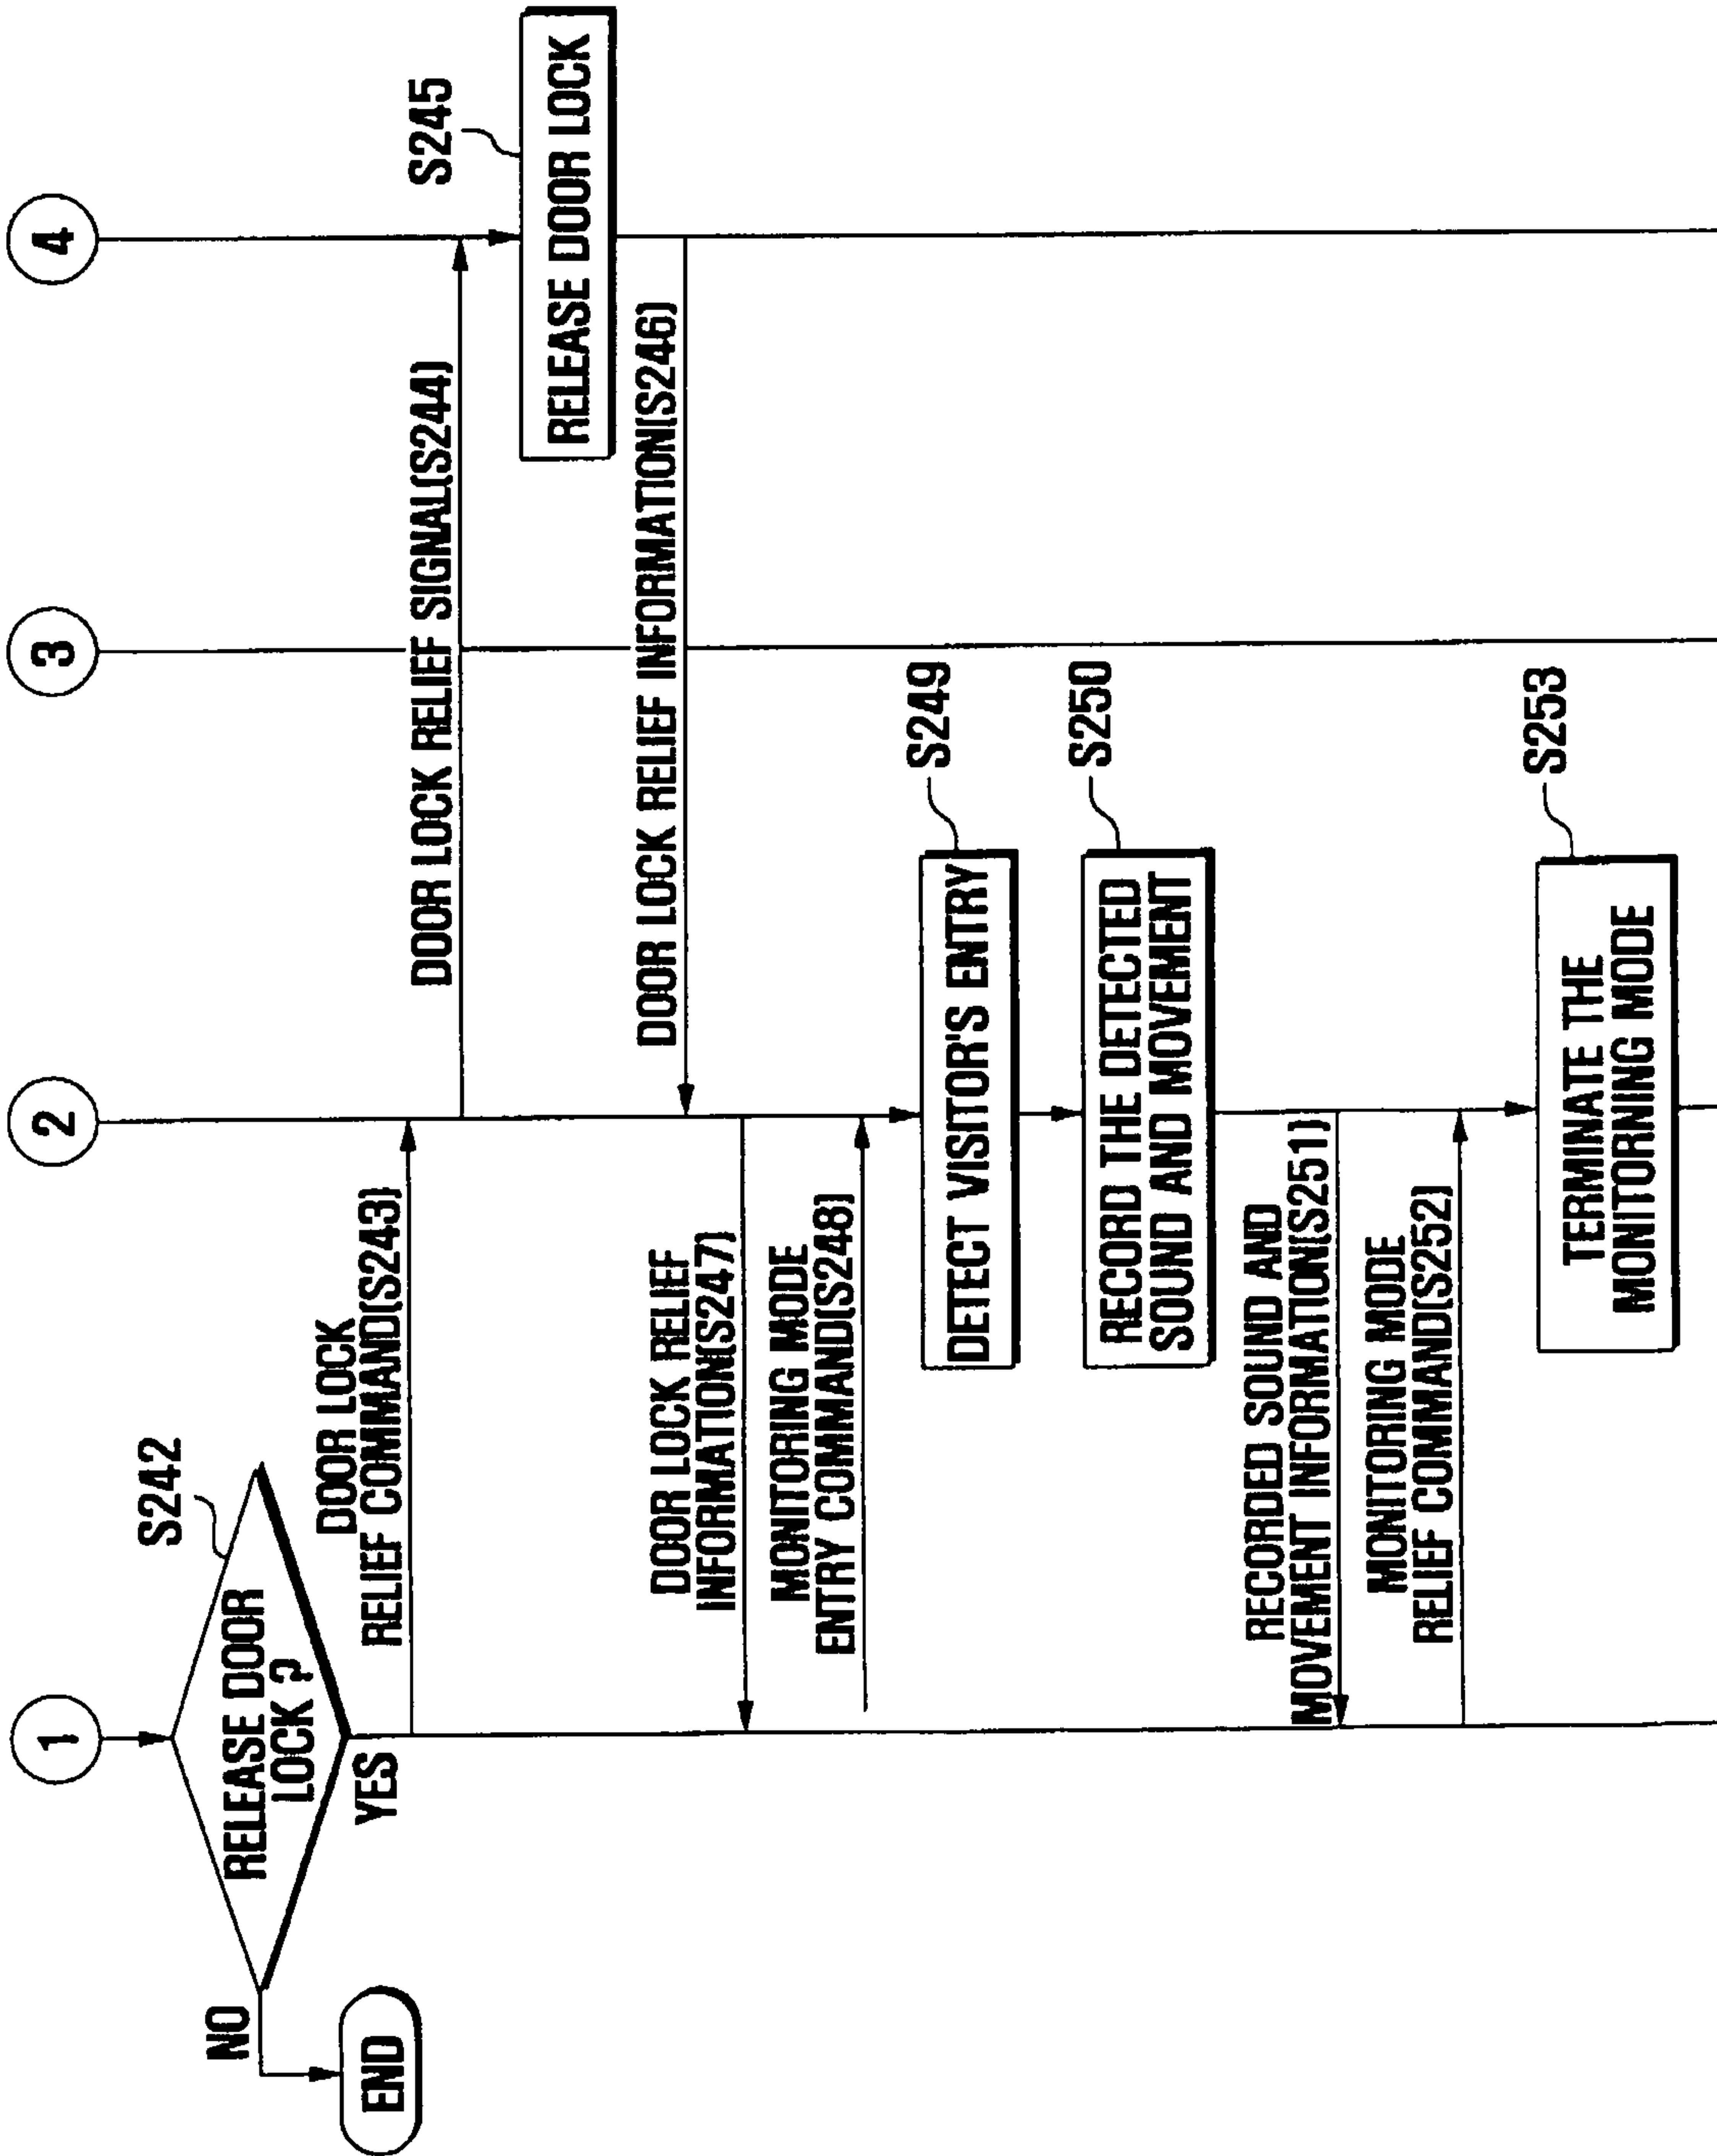 1
2
3
4
S242
RELEASE DOOR
LOCK ?
NO
END
YES
DOOR LOCK
RELIEF COMMAND(S243)
DOOR LOCK RELIEF SIGNAL(S244)
S245
RELEASE DOOR LOCK
DOOR LOCK RELIEF INFORMATION(S246)
DOOR LOCK RELIEF
INFORMATION(S247)
MONITORING MODE
ENTRY COMMAND(S248)
S249
DETECT VISITOR'S ENTRY
S250
RECORD THE DETECTED
SOUND AND MOVEMENT
RECORDED SOUND AND
MOVEMENT INFORMATION(S251)
MONITORING MODE
RELIEF COMMAND(S252)
S253
TERMINATE THE
MONITORNING MODE